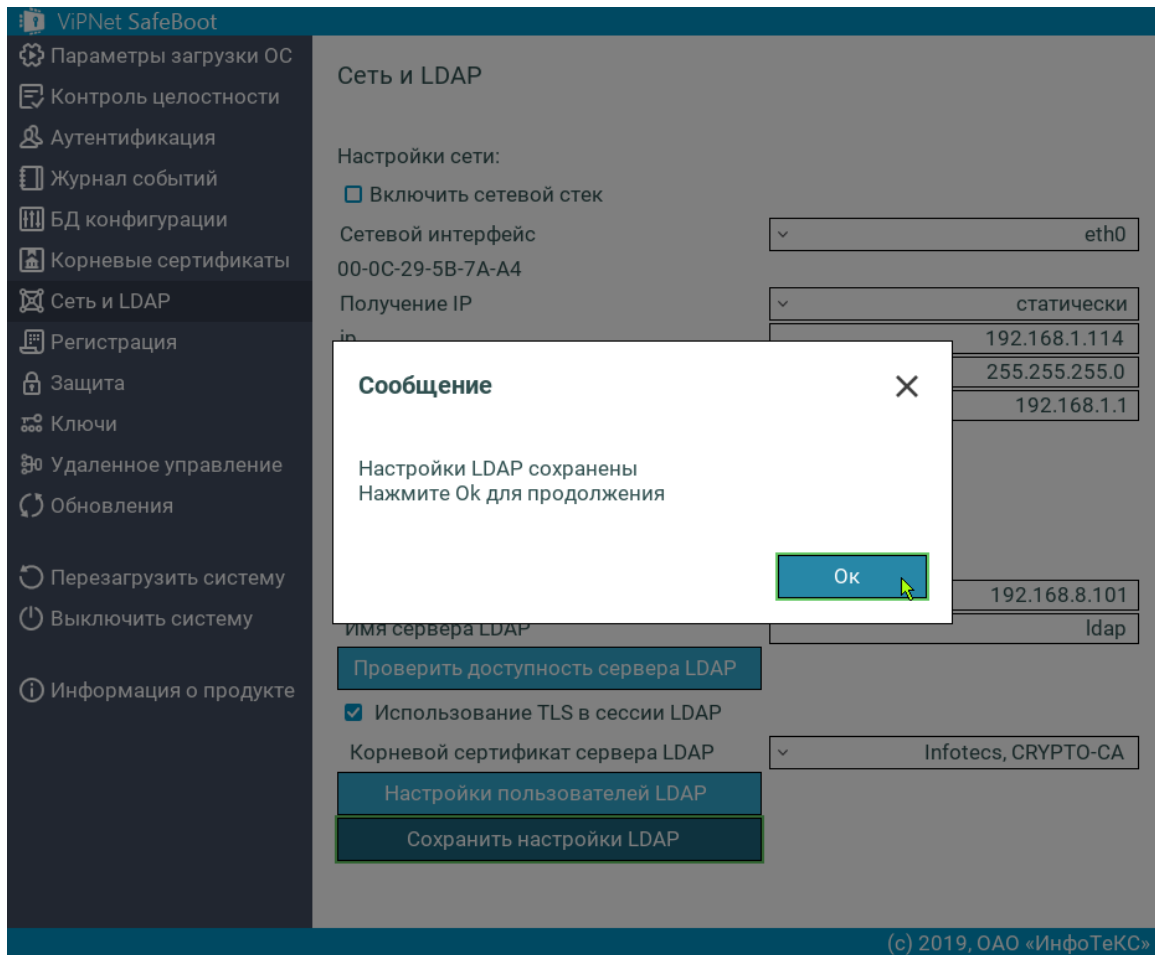 ViPNet SafeBoot
Параметры загрузки ОС
Контроль целостности
Аутентификация
Журнал событий
БД конфигурации
Корневые сертификаты
Сеть и LDAP
Регистрация
Защита
Ключи
Удаленное управление
Обновления
Перезагрузить систему
Выключить систему
Информация о продукте
Сеть и LDAP
Настройки сети:
Включить сетевой стек
Сетевой интерфейс eth0
00-0C-29-5B-7A-A4
Получение IP статически
ip 192.168.1.114
255.255.255.0
192.168.1.1
Сообщение
Настройки LDAP сохранены
Нажмите Ok для продолжения
Ок
192.168.8.101
Имя сервера LDAP ldap
Проверить доступность сервера LDAP
Использование TLS в сессии LDAP
Корневой сертификат сервера LDAP Infotecs, CRYPTO-CA
Настройки пользователей LDAP
Сохранить настройки LDAP
(c) 2019, ОАО «ИнфоТеКС»